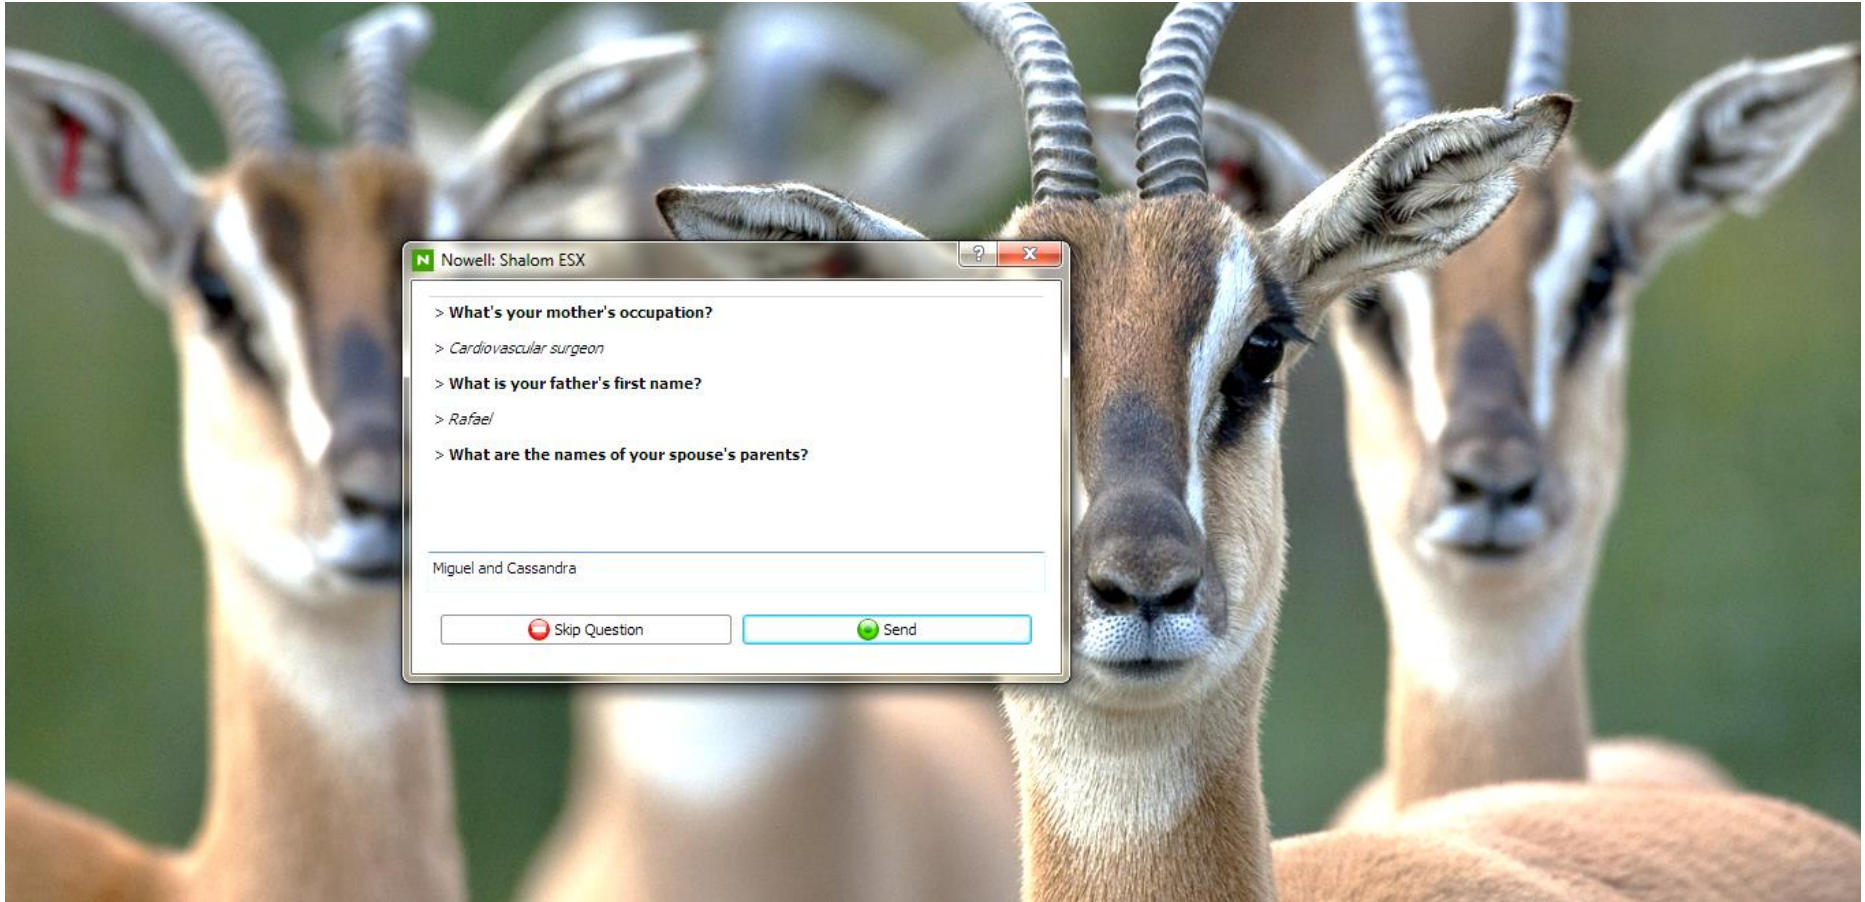 N Nowell: Shalom ESX ? X
> What's your mother's occupation?
> Cardiovascular surgeon
> What is your father's first name?
> Rafael
> What are the names of your spouse's parents?
Miguel and Cassandra
Skip Question Send